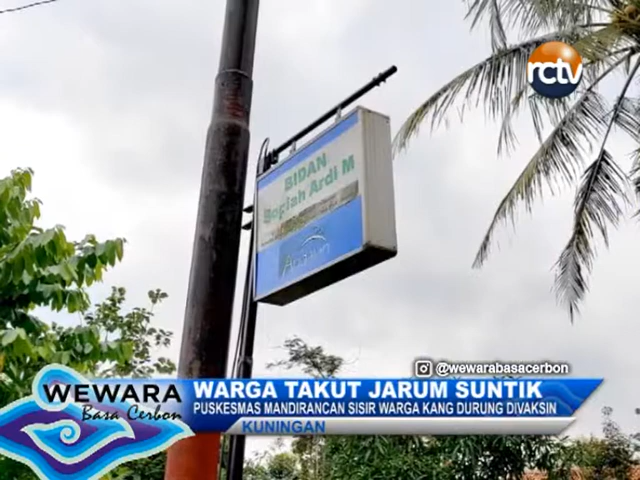 rctv
BIDAN
Ardi M
@wewarabasacerbon
WEWARA
Basa Cerbon
WARGA TAKUT JARUM SUNTIK
PUSKESMAS MANDIRANCAN SISIR WARGA KANG DURUNG DIVAKSIN
KUNINGAN